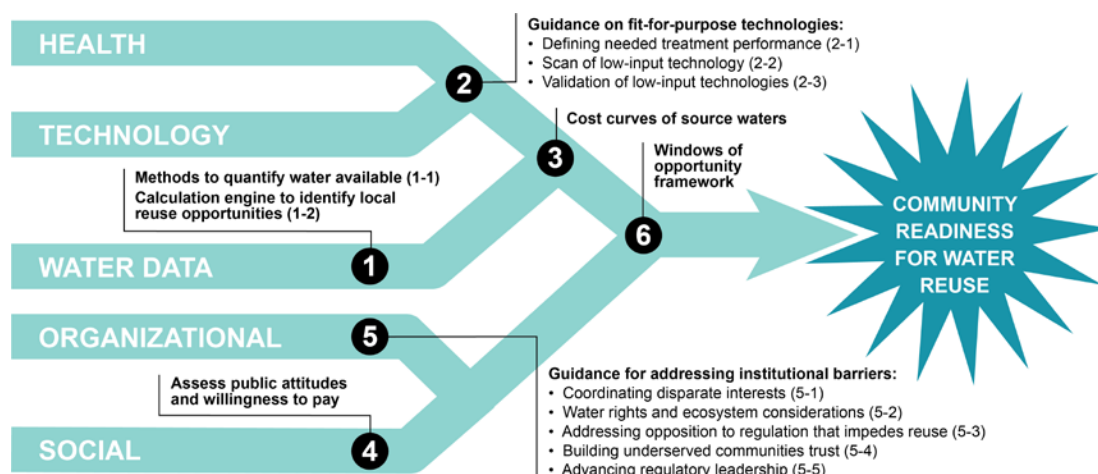 HEALTH
2
Guidance on fit-for-purpose technologies:
• Defining needed treatment performance (2-1)
• Scan of low-input technology (2-2)
• Validation of low-input technologies (2-3)
TECHNOLOGY
3
Cost curves of source waters
Methods to quantify water available (1-1)
Calculation engine to identify local
reuse opportunities (1-2)
Windows of
opportunity
framework
6
COMMUNITY
READINESS
FOR WATER
REUSE
WATER DATA
1
ORGANIZATIONAL
5
Assess public attitudes
and willingness to pay
Guidance for addressing institutional barriers:
• Coordinating disparate interests (5-1)
• Water rights and ecosystem considerations (5-2)
• Addressing opposition to regulation that impedes reuse (5-3)
• Building underserved communities trust (5-4)
• Advancing regulatory leadership (5-5)
SOCIAL
4